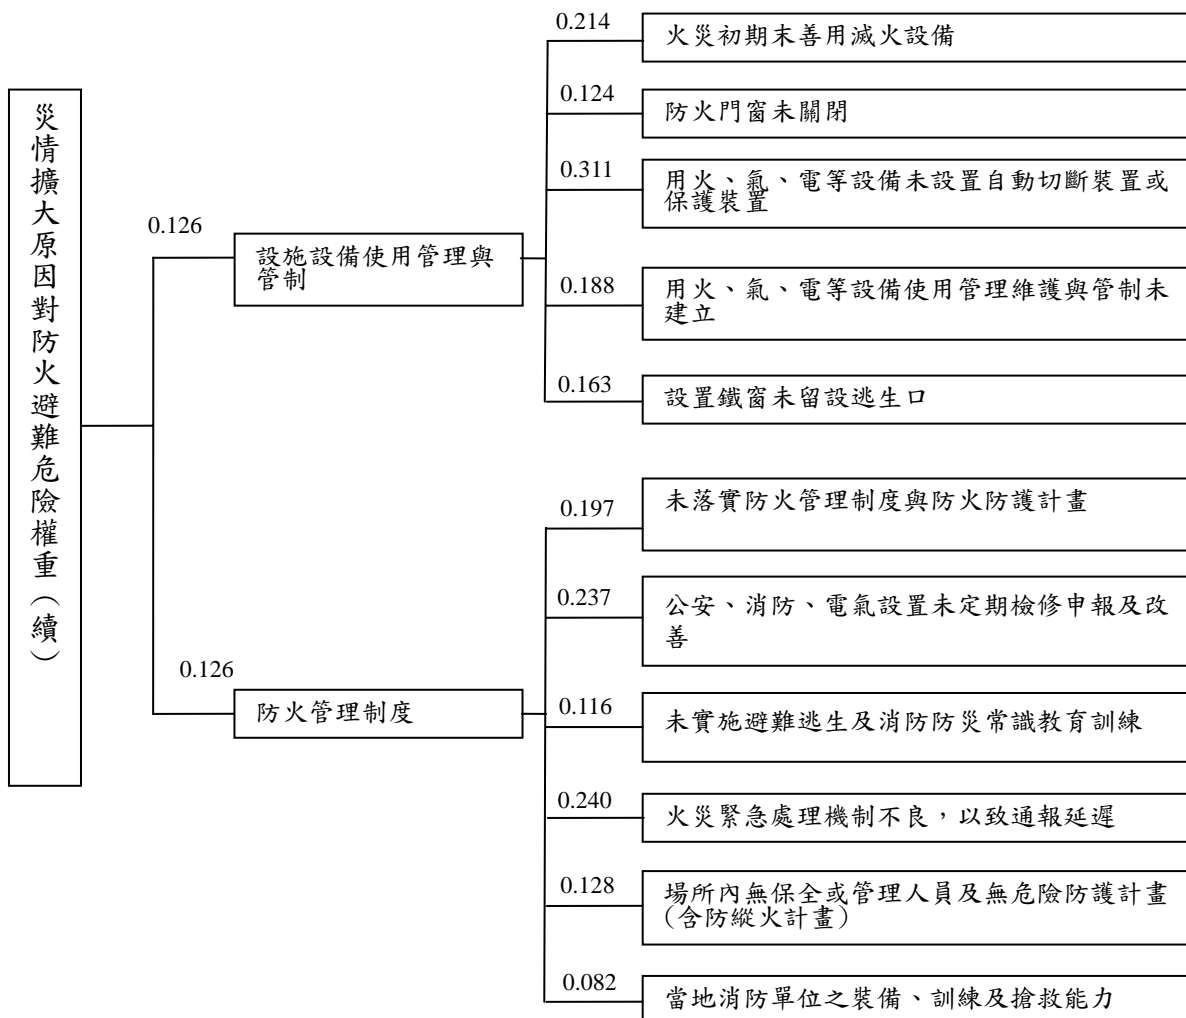 災情擴大原因對防火避難危險權重（續）
0.126
設施設備使用管理與
管制
0.214
火災初期末善用滅火設備
0.124
防火門窗未關閉
0.311
用火、氣、電等設備未設置自動切斷裝置或
保護裝置
0.188
用火、氣、電等設備使用管理維護與管制未
建立
0.163
設置鐵窗未留設逃生口
0.126
防火管理制度
0.197
未落實防火管理制度與防火防護計畫
0.237
公安、消防、電氣設置未定期檢修申報及改
善
0.116
未實施避難逃生及消防防災常識教育訓練
0.240
火災緊急處理機制不良，以致通報延遲
0.128
場所內無保全或管理人員及無危險防護計畫
(含防縱火計畫)
0.082
當地消防單位之裝備、訓練及搶救能力